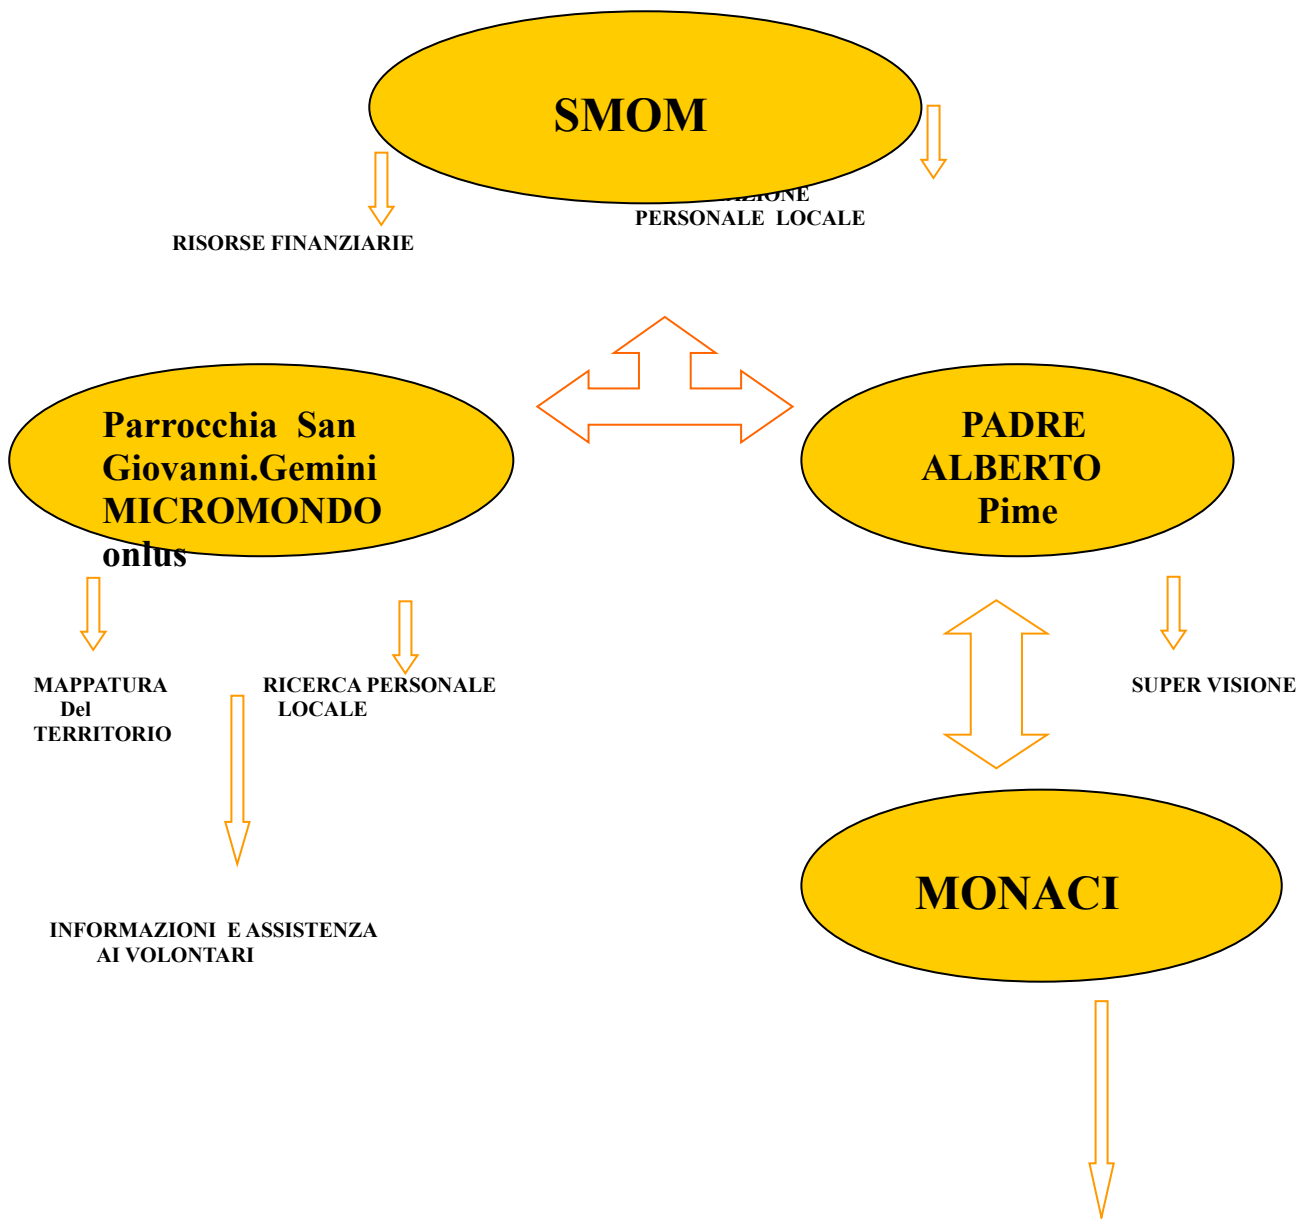 SMOM
PERSONALE LOCALE
RISORSE FINANZIARIE
Parrocchia San
Giovanni.Gemini
MICROMONDO
onlus
PADRE
ALBERTO
Pime
MAPPATURA
Del
TERRITORIO
RICERCA PERSONALE
LOCALE
SUPER VISIONE
MONACI
INFORMAZIONI E ASSISTENZA
AI VOLONTARI